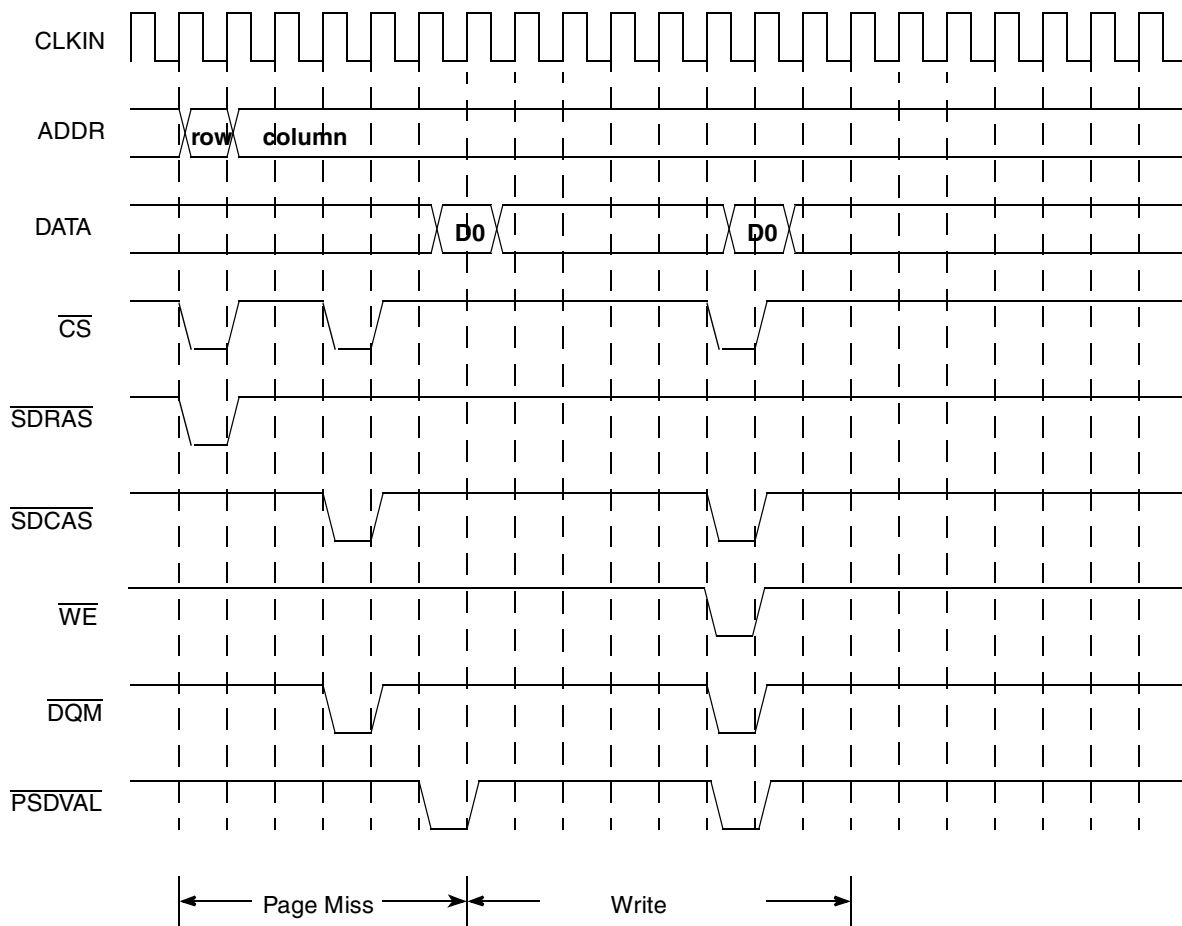 CLKIN
ADDR
row
column
DATA
D0
D0
CS
SDRAS
SDCAS
WE
DQM
PSDVAL
Page Miss
Write